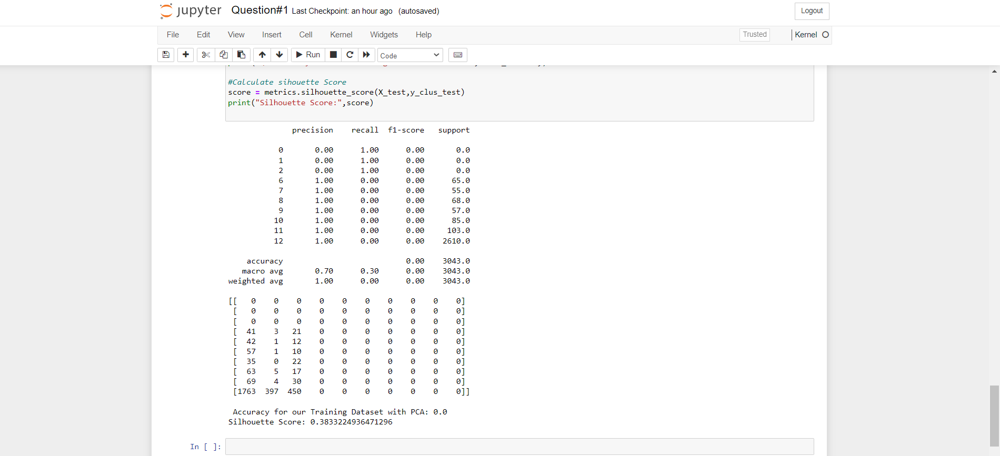 jupyter Question#1 Last Checkpoint: an hour ago (autosaved) Logout
File Edit View Insert Cell Kernel Widgets Help Trusted Kernel
Run Code
#Calculate sihouette Score
score = metrics.silhouette_score(X_test,y_clus_test)
print("Silhouette Score:",score)
precision recall f1-score support
0 0.00 1.00 0.00 0.0
1 0.00 1.00 0.00 0.0
2 0.00 1.00 0.00 0.0
6 1.00 0.00 0.00 65.0
7 1.00 0.00 0.00 55.0
8 1.00 0.00 0.00 68.0
9 1.00 0.00 0.00 57.0
10 1.00 0.00 0.00 85.0
11 1.00 0.00 0.00 103.0
12 1.00 0.00 0.00 2610.0
accuracy 0.00 3043.0
macro avg 0.70 0.30 0.00 3043.0
weighted avg 1.00 0.00 0.00 3043.0
[[ 0 0 0 0 0 0 0 0 0 0]
[ 0 0 0 0 0 0 0 0 0 0]
[ 0 0 0 0 0 0 0 0 0 0]
[ 41 3 21 0 0 0 0 0 0 0]
[ 42 1 12 0 0 0 0 0 0 0]
[ 57 1 10 0 0 0 0 0 0 0]
[ 35 0 22 0 0 0 0 0 0 0]
[ 63 5 17 0 0 0 0 0 0 0]
[ 69 4 30 0 0 0 0 0 0 0]
[1763 397 450 0 0 0 0 0 0 0]]
Accuracy for our Training Dataset with PCA: 0.0
Silhouette Score: 0.3833224936471296
In [ ]: